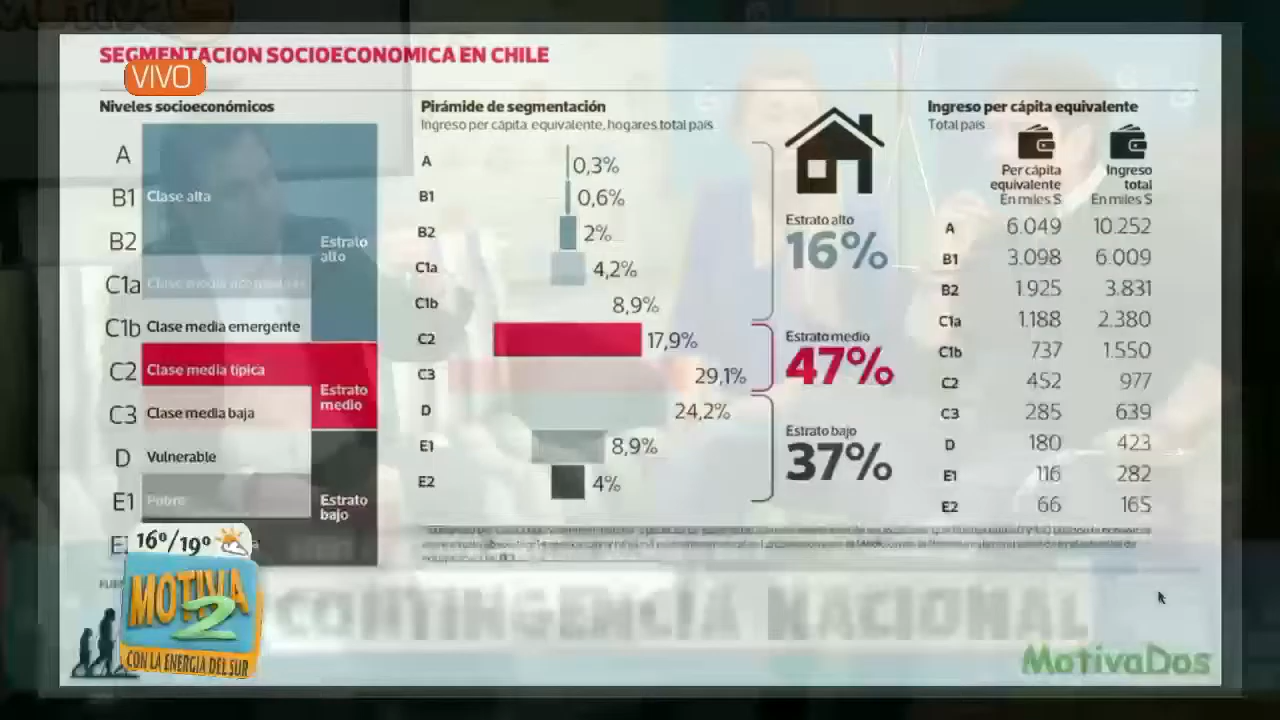 SEGMENTACION SOCIOECONOMICA EN CHILE
VIVO
Niveles socioeconómicos
A
B1
Clase alta
B2
Estrato
alto
C1a
Clase media acomodada
C1b
Clase media emergente
C2
Clase media típica
Estrato
medio
C3
Clase media baja
D
Vulnerable
E1
Pobre
Estrato
bajo
Pirámide de segmentación
Ingreso per cápita equivalente, hogares total país
A 0,3%
B1 0,6%
B2 2%
C1a 4,2%
C1b 8,9%
C2 17,9%
C3 29,1%
D 24,2%
E1 8,9%
E2 4%
Estrato alto
16%
Estrato medio
47%
Estrato bajo
37%
Ingreso per cápita equivalente
Total país
Per cápita
equivalente
En miles $
Ingreso
total
En miles $
A 6.049 10.252
B1 3.098 6.009
B2 1.925 3.831
C1a 1.188 2.380
C1b 737 1.550
C2 452 977
C3 285 639
D 180 423
E1 116 282
E2 66 165
16º/19º
MOTIVA
2
CON LA ENERGIA DEL SUR
CONTINGENCIA NACIONAL
MotivaDos